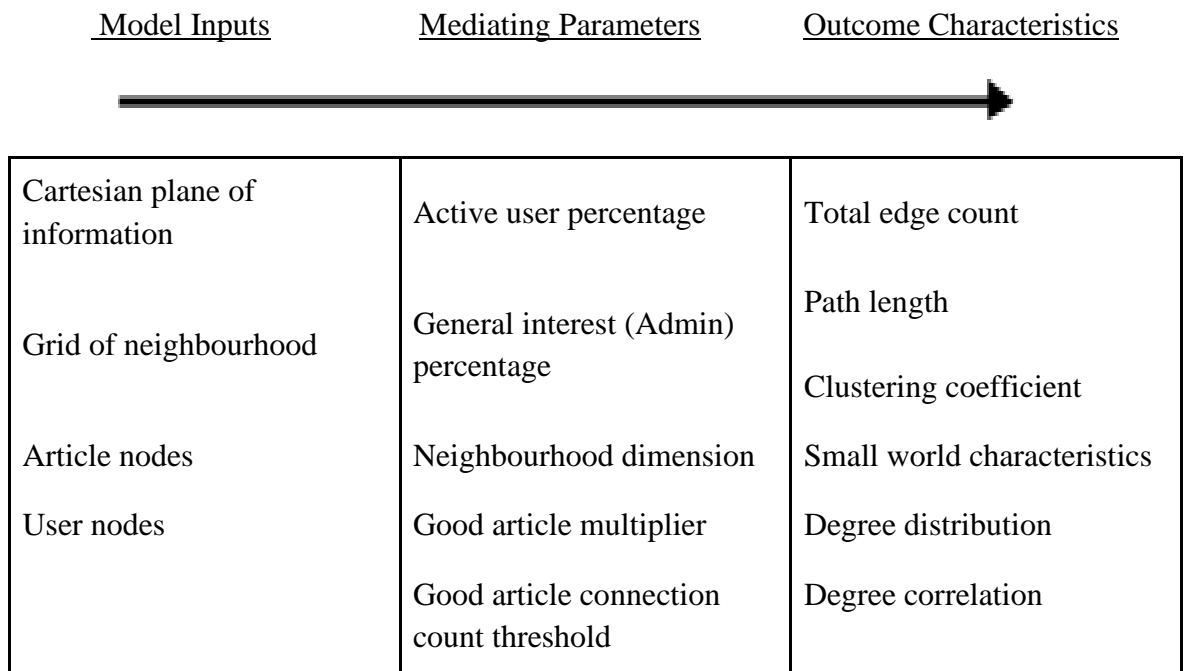 Model Inputs
Mediating Parameters
Outcome Characteristics
Cartesian plane of
information
Active user percentage
Total edge count
Grid of neighbourhood
General interest (Admin)
percentage
Path length
Clustering coefficient
Article nodes
Neighbourhood dimension
Small world characteristics
User nodes
Good article multiplier
Degree distribution
Good article connection
count threshold
Degree correlation